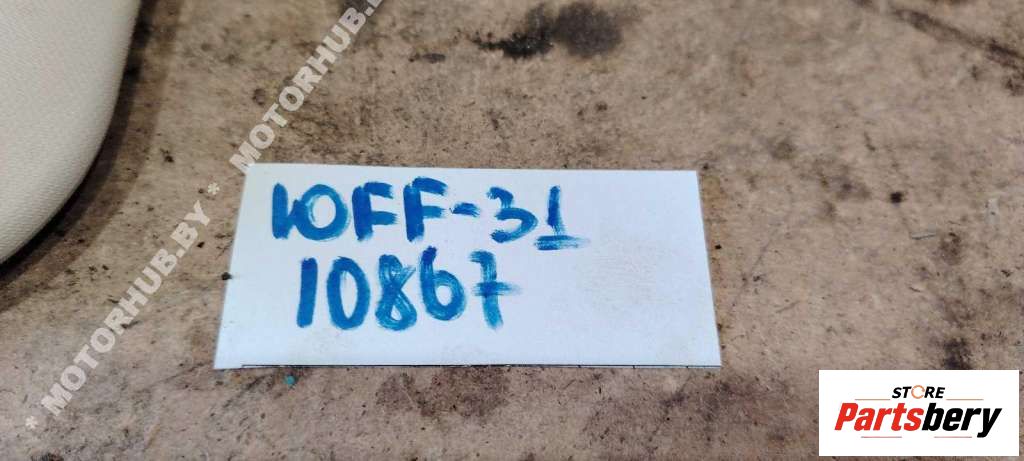 * MOTORHUB.BY * MOTORHUB.BY
ЮFF-31
10867
STORE
Partsbery